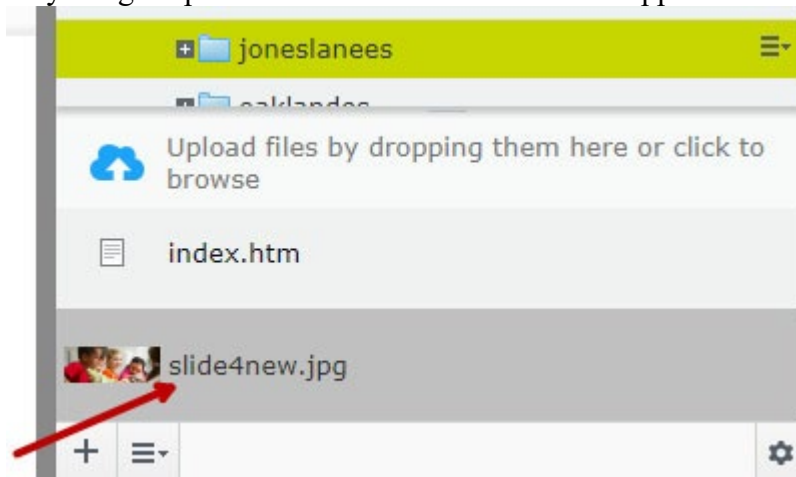 joneslanees
Upload files by dropping them here or click to
browse
index.htm
slide4new.jpg